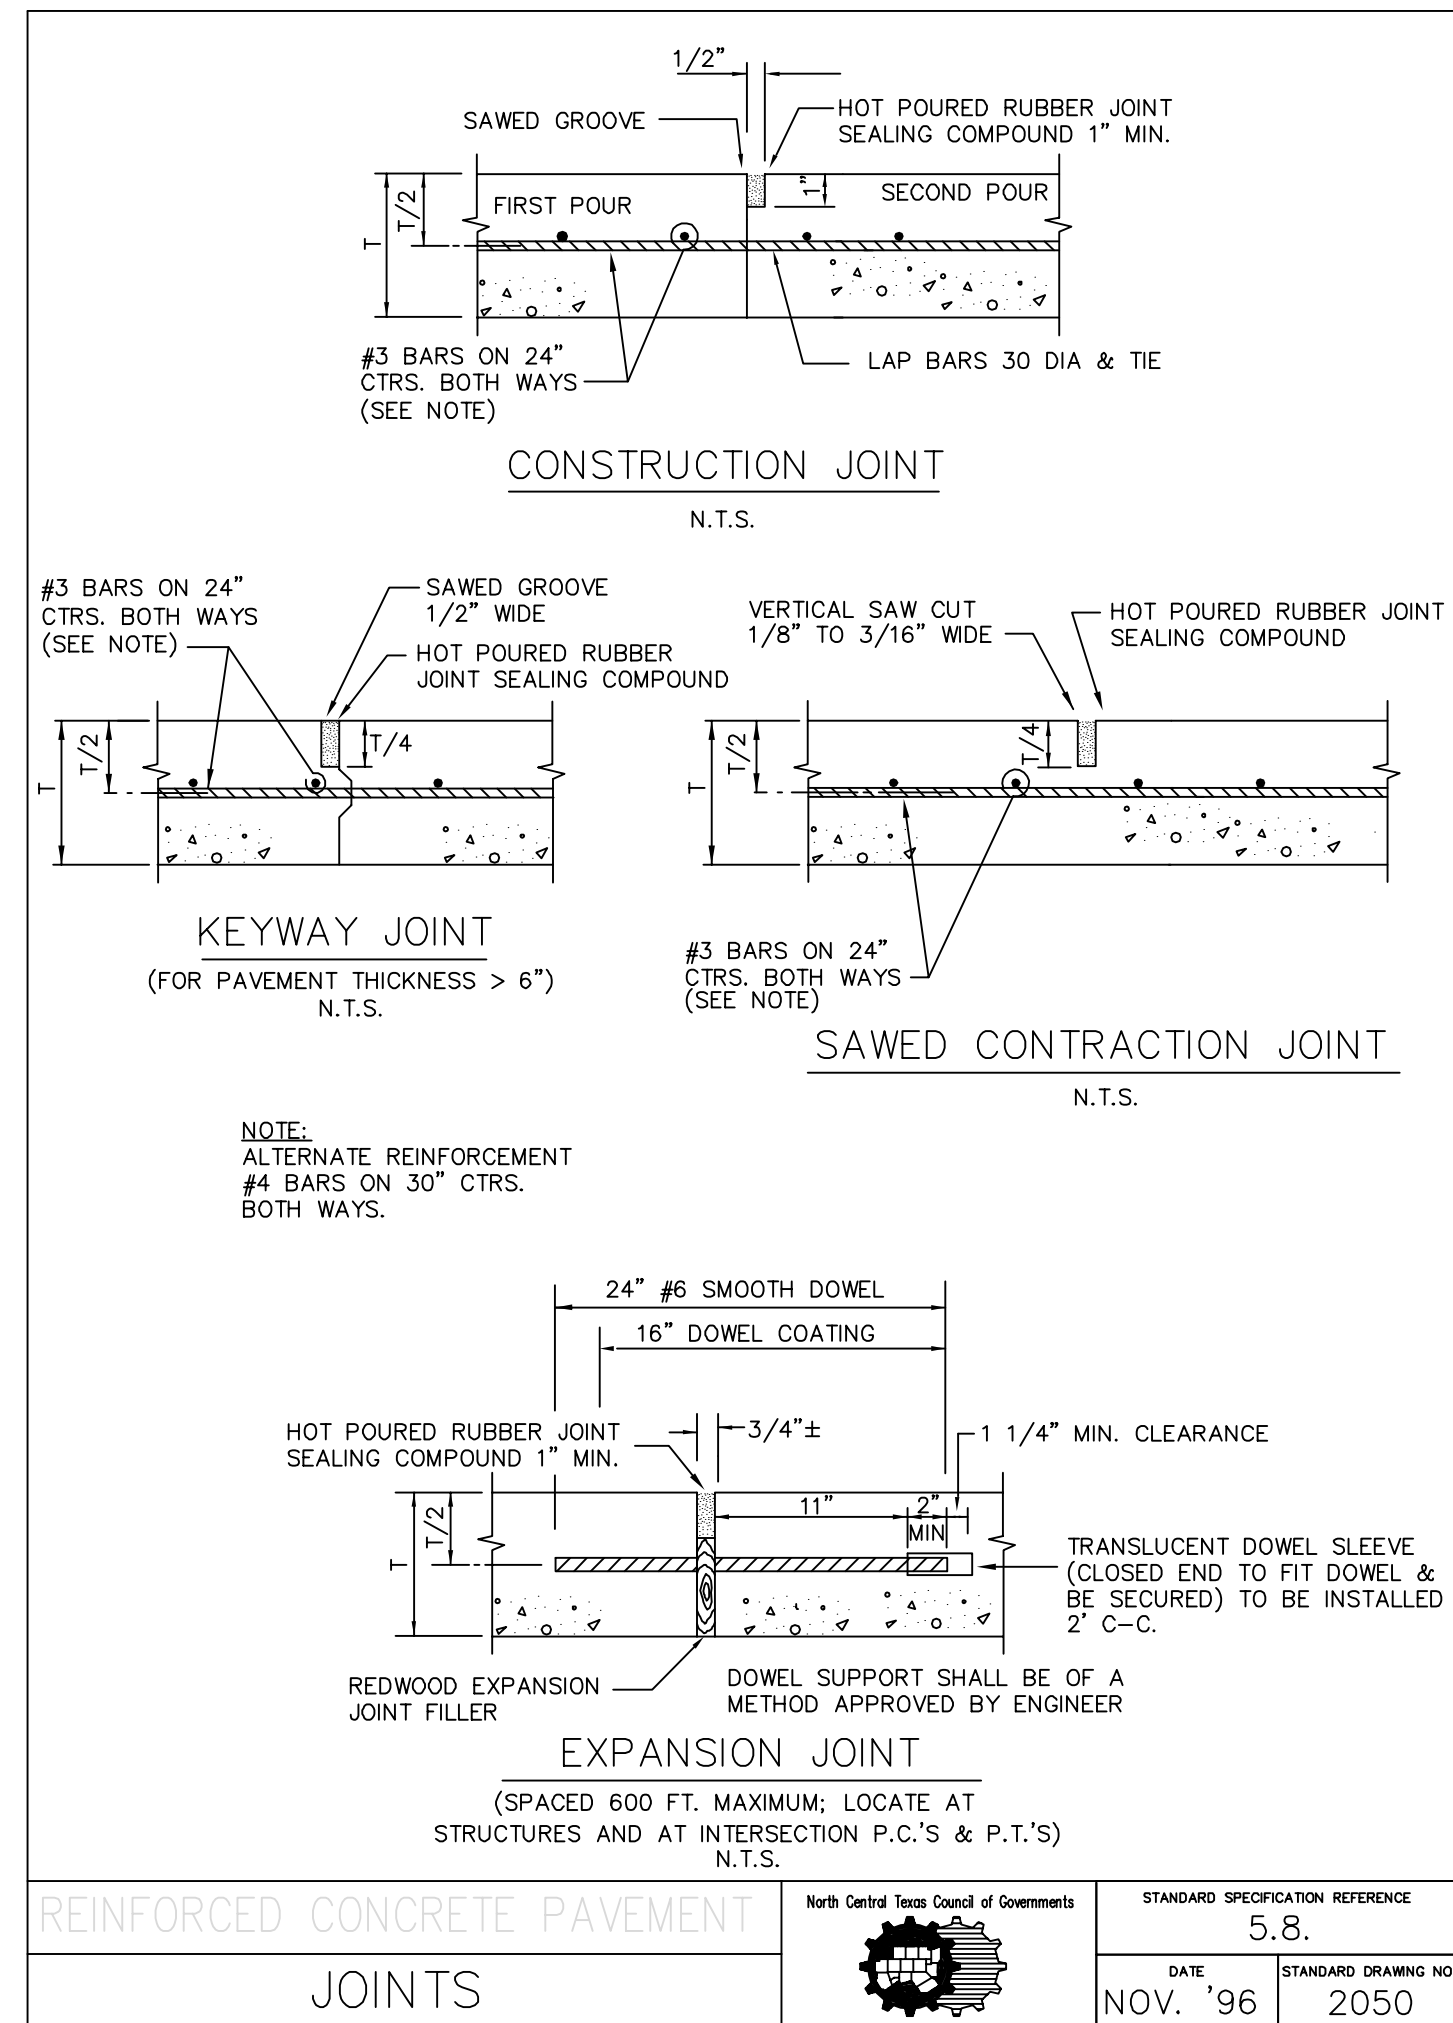 1/2"
SAWED GROOVE
HOT POURED RUBBER JOINT
SEALING COMPOUND 1" MIN.
T
T/2
FIRST POUR
1"
SECOND POUR
#3 BARS ON 24"
CTRS. BOTH WAYS
(SEE NOTE)
LAP BARS 30 DIA & TIE
CONSTRUCTION JOINT
N.T.S.
#3 BARS ON 24"
CTRS. BOTH WAYS
(SEE NOTE)
SAWED GROOVE
1/2" WIDE
HOT POURED RUBBER
JOINT SEALING COMPOUND
T
T/2
T/4
KEYWAY JOINT
(FOR PAVEMENT THICKNESS > 6")
N.T.S.
VERTICAL SAW CUT
1/8" TO 3/16" WIDE
HOT POURED RUBBER JOINT
SEALING COMPOUND
T
T/2
T/4
#3 BARS ON 24"
CTRS. BOTH WAYS
(SEE NOTE)
SAWED CONTRACTION JOINT
N.T.S.
NOTE:
ALTERNATE REINFORCEMENT
#4 BARS ON 30" CTRS.
BOTH WAYS.
24" #6 SMOOTH DOWEL
16" DOWEL COATING
HOT POURED RUBBER JOINT
SEALING COMPOUND 1" MIN.
3/4"±
1 1/4" MIN. CLEARANCE
T
T/2
11"
2"
MIN
TRANSLUCENT DOWEL SLEEVE
(CLOSED END TO FIT DOWEL &
BE SECURED) TO BE INSTALLED
2' C-C.
REDWOOD EXPANSION
JOINT FILLER
DOWEL SUPPORT SHALL BE OF A
METHOD APPROVED BY ENGINEER
EXPANSION JOINT
(SPACED 600 FT. MAXIMUM; LOCATE AT
STRUCTURES AND AT INTERSECTION P.C.'S & P.T.'S)
N.T.S.
REINFORCED CONCRETE PAVEMENT
JOINTS
North Central Texas Council of Governments
STANDARD SPECIFICATION REFERENCE
5.8.
DATE
NOV. '96
STANDARD DRAWING NO
2050